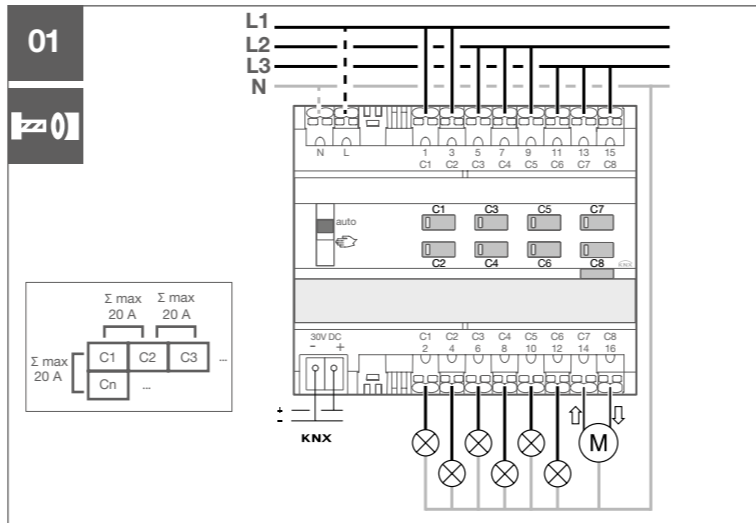 01
L1
L2
L3
N
N L 1 3 5 7 9 11 13 15
C1 C2 C3 C4 C5 C6 C7 C8
auto
C1 C3 C5 C7
C2 C4 C6 C8
KNX
Σ max Σ max
20 A 20 A
Σ max
20 A
C1 C2 C3 ...
Cn ...
30V DC
- +
C1 C2 C3 C4 C5 C6 C7 C8
2 4 6 8 10 12 14 16
+
-
KNX
M